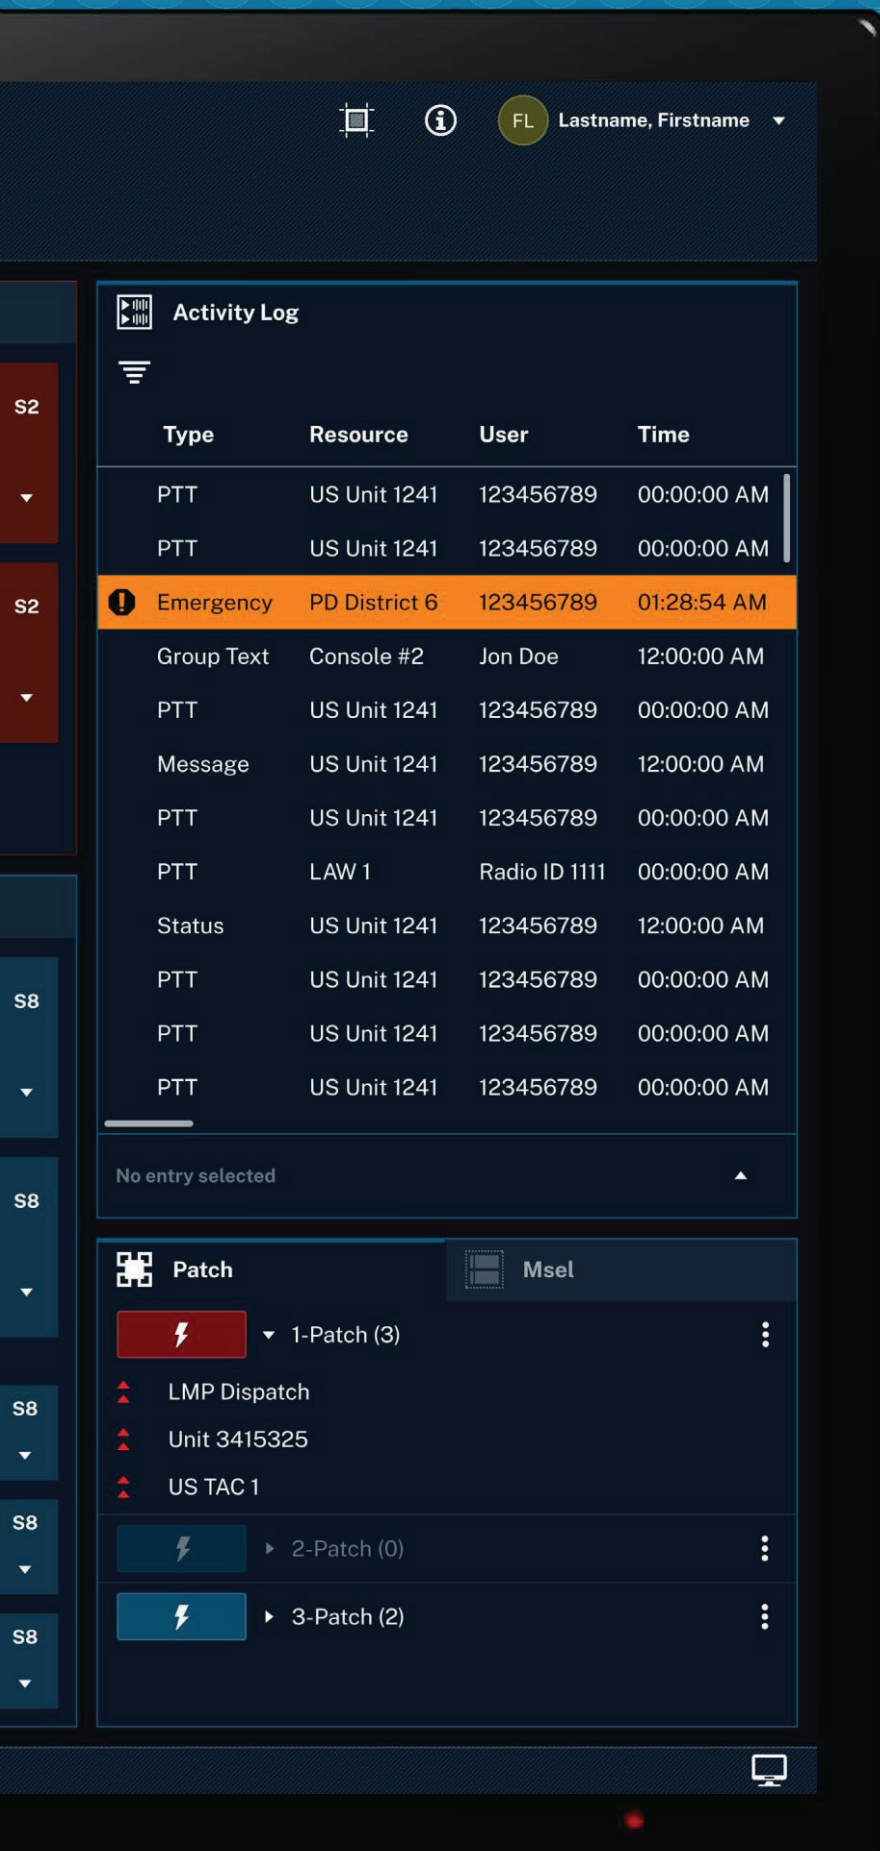 FL Lastname, Firstname
Activity Log
S2
Type Resource User Time
PTT US Unit 1241 123456789 00:00:00 AM
PTT US Unit 1241 123456789 00:00:00 AM
S2
Emergency PD District 6 123456789 01:28:54 AM
Group Text Console #2 Jon Doe 12:00:00 AM
PTT US Unit 1241 123456789 00:00:00 AM
Message US Unit 1241 123456789 12:00:00 AM
PTT US Unit 1241 123456789 00:00:00 AM
PTT LAW 1 Radio ID 1111 00:00:00 AM
Status US Unit 1241 123456789 12:00:00 AM
PTT US Unit 1241 123456789 00:00:00 AM
S8
PTT US Unit 1241 123456789 00:00:00 AM
PTT US Unit 1241 123456789 00:00:00 AM
No entry selected
S8
Patch Msel
1-Patch (3)
LMP Dispatch
S8
Unit 3415325
US TAC 1
S8
2-Patch (0)
3-Patch (2)
S8